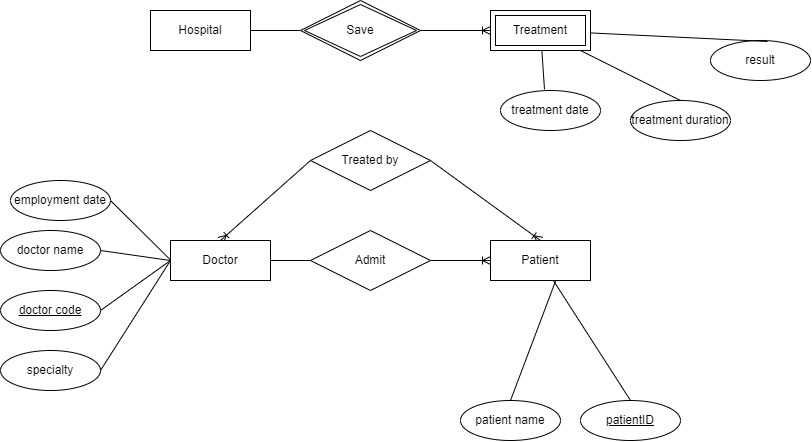 Hospital
Save
Treatment
result
treatment date
treatment duration
Treated by
employment date
doctor name
Doctor
Admit
Patient
doctor code
specialty
patient name
patientID